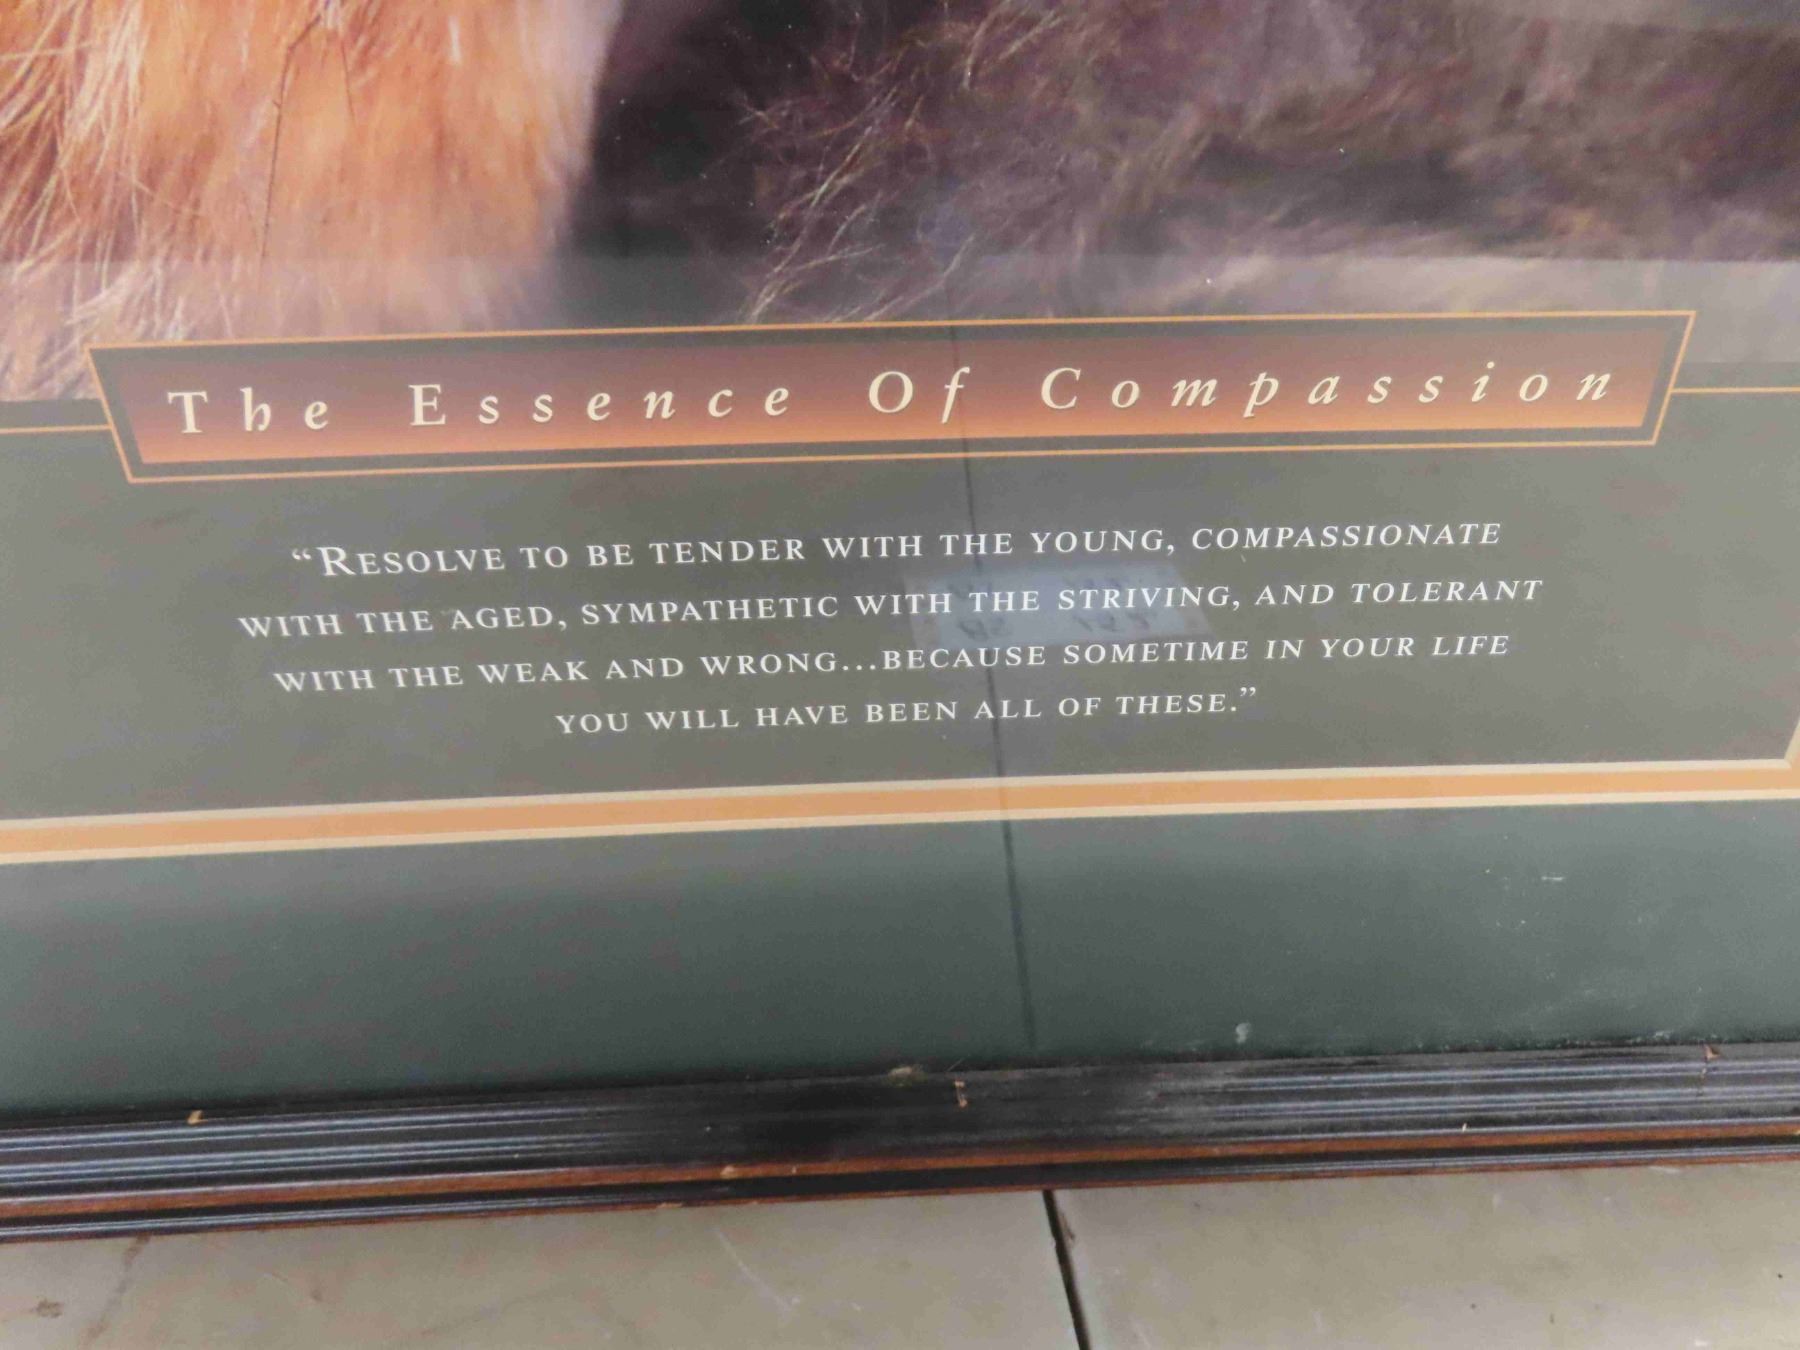 The Essence Of Compassion
“RESOLVE TO BE TENDER WITH THE YOUNG, COMPASSIONATE
WITH THE AGED, SYMPATHETIC WITH THE STRIVING, AND TOLERANT
WITH THE WEAK AND WRONG...BECAUSE SOMETIME IN YOUR LIFE
YOU WILL HAVE BEEN ALL OF THESE.”